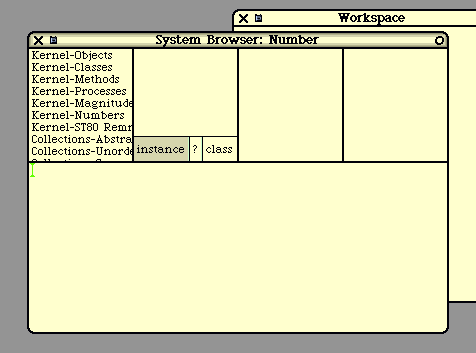 Workspace
System Browser: Number
Kernel-Objects
Kernel-Classes
Kernel-Methods
Kernel-Processes
Kernel-Magnitude
Kernel-Numbers
Kernel-ST80 Remn
Collections-Abstra
Collections-Unorde
instance ? class